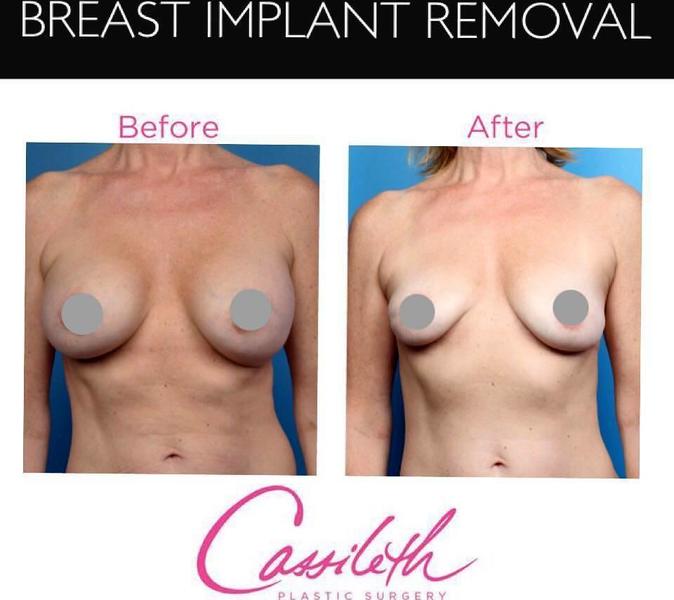 BREAST IMPLANT REMOVAL
Before
After
Cassileth
PLASTIC SURGERY